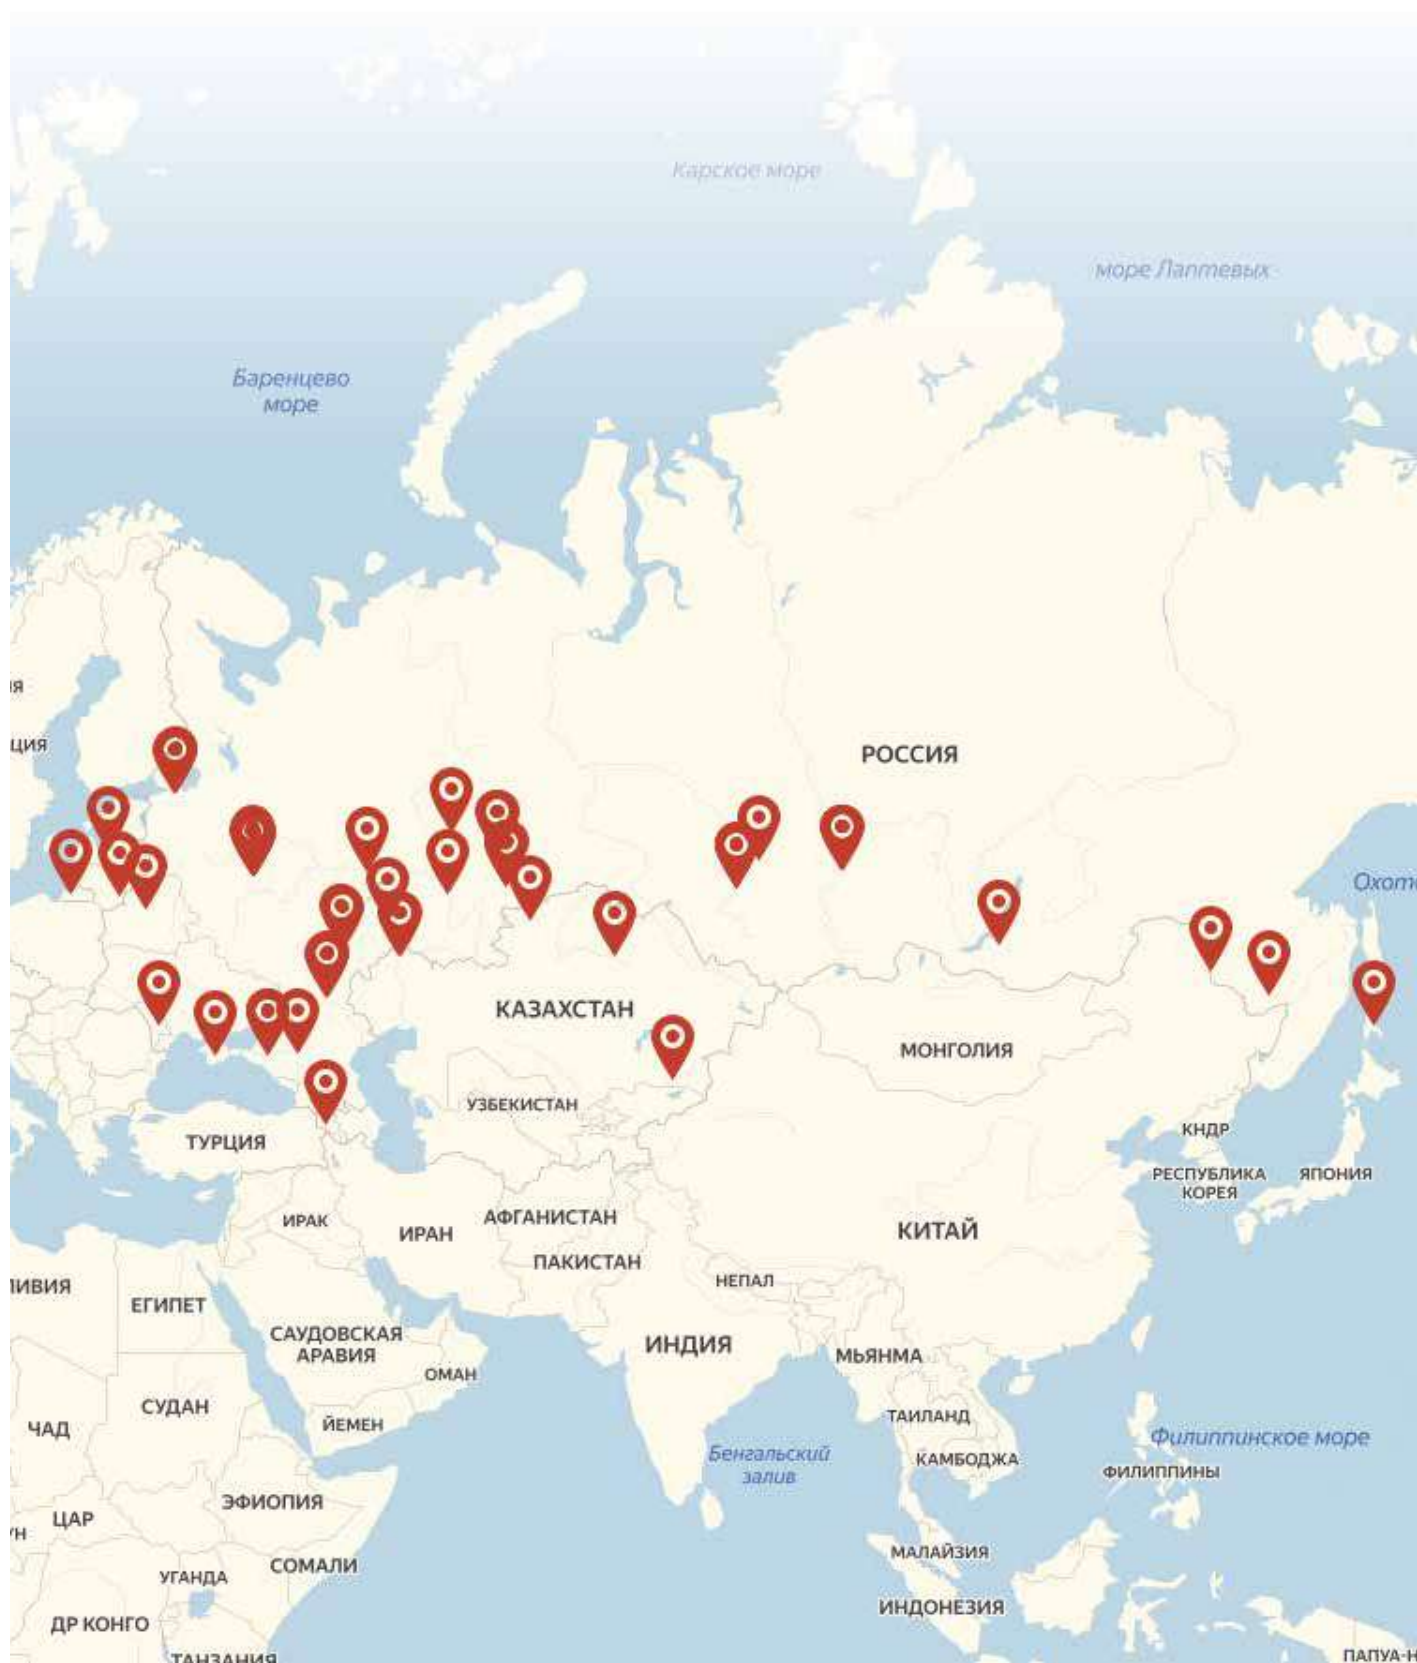 Карское море
море Лаптевых
Баренцево
море
ЦИЯ
РОССИЯ
КАЗАХСТАН
МОНГОЛИЯ
УЗБЕКИСТАН
ТУРЦИЯ
КНДР
РЕСПУБЛИКА
КОРЕЯ
ЯПОНИЯ
ИРАК
ИРАН
АФГАНИСТАН
КИТАЙ
ПАКИСТАН
НЕПАЛ
ЛИВИЯ
ЕГИПЕТ
САУДОВСКАЯ
АРАВИЯ
ИНДИЯ
МЬЯНМА
ОМАН
СУДАН
ЙЕМЕН
ЧАД
ТАИЛАНД
Бенгальский
залив
Филиппинское море
КАМБОДЖА
ФИЛИППИНЫ
ЭФИОПИЯ
ЦАР
СОМАЛИ
УГАНДА
МАЛАЙЗИЯ
ИНДОНЕЗИЯ
ДР КОНГО
ТАНЗАНИЯ
ПАПУА-Н